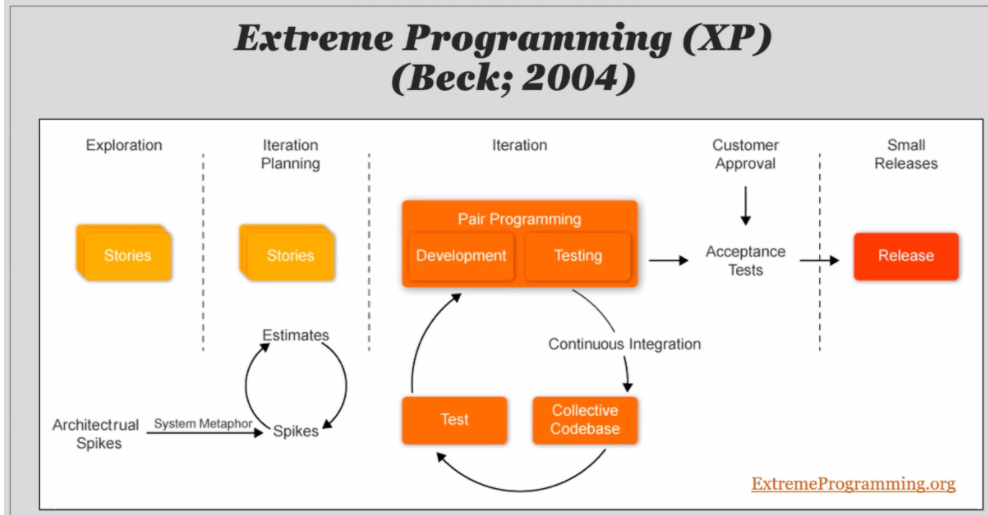 Extreme Programming (XP)
(Beck; 2004)
Exploration
Iteration
Planning
Iteration
Customer
Approval
Small
Releases
Stories
Stories
Pair Programming
Development
Testing
Acceptance
Tests
Release
Estimates
Continuous Integration
Architectrual
Spikes
System Metaphor
Spikes
Test
Collective
Codebase
ExtremeProgramming.org